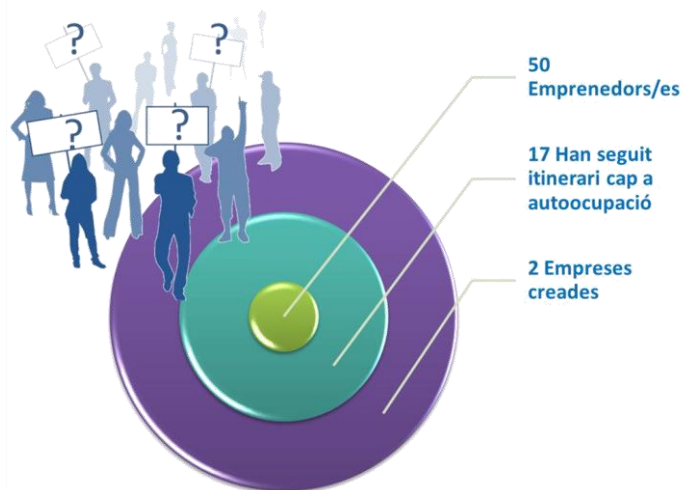 ?
?
?
?
50
Emprenedors/es
17 Han seguit
itinerari cap a
autoocupació
2 Empreses
creades